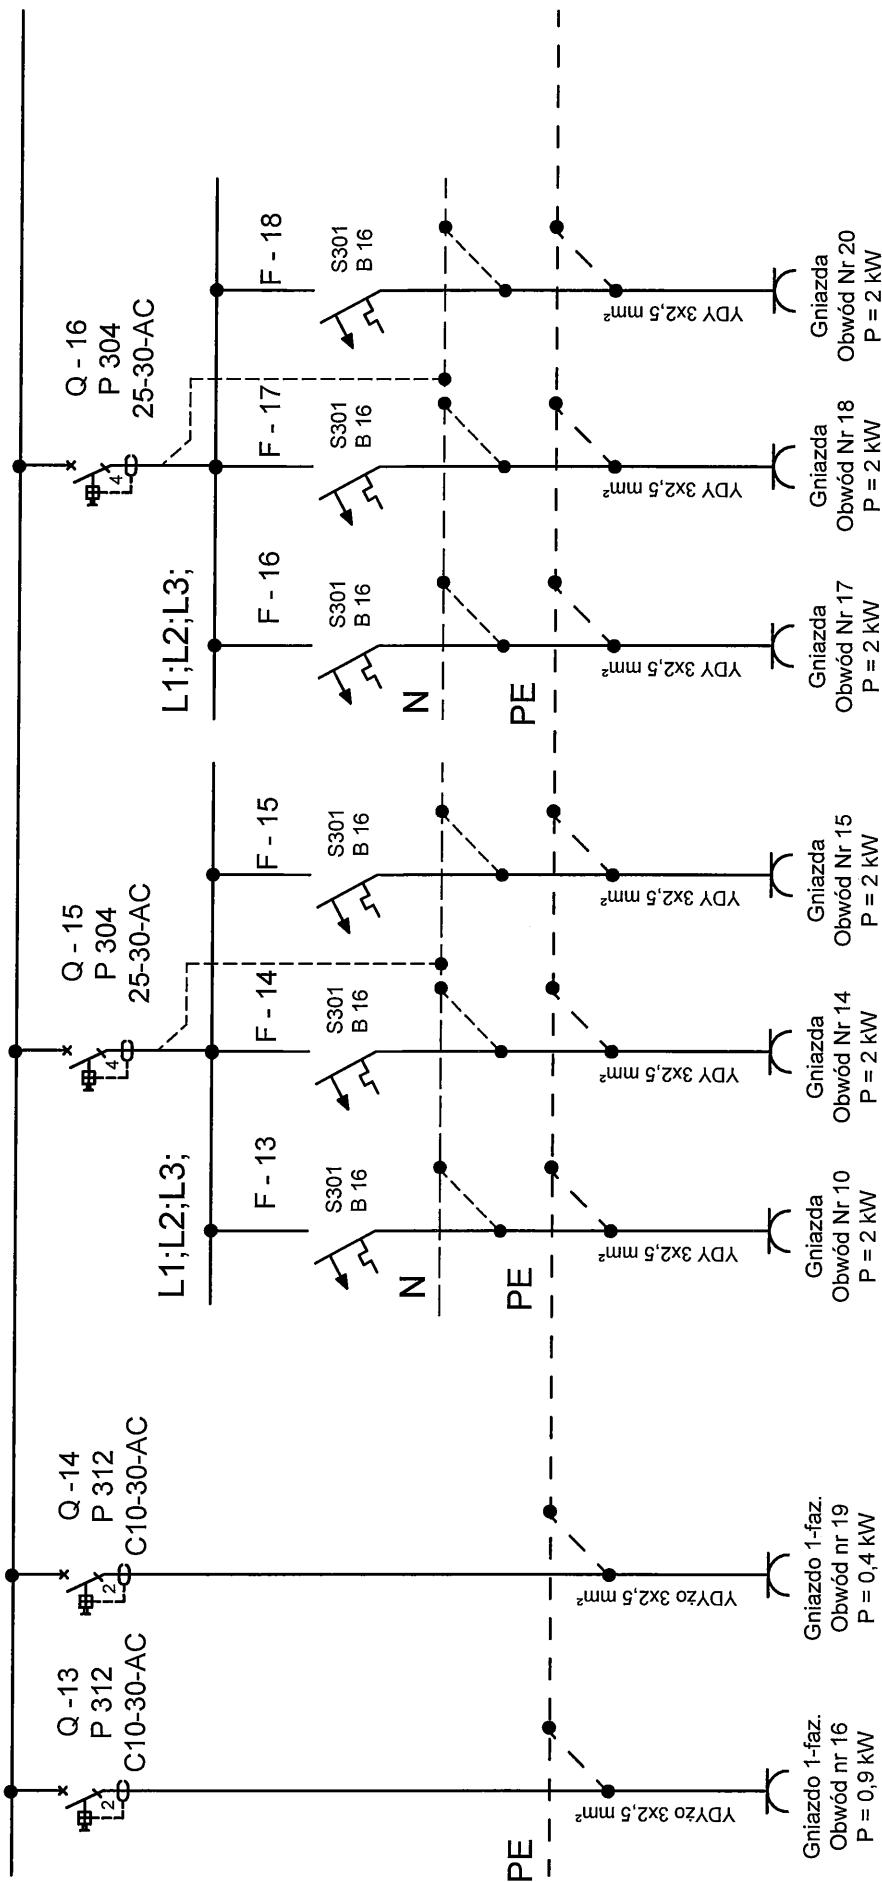 Q -13
P 312
C10-30-AC
YDYżo 3x2,5 mm²
Gniazdo 1-faz.
Obwód nr 16
P = 0,9 kW
2
PE
Q -14
P 312
C10-30-AC
2
YDYżo 3x2,5 mm²
Gniazdo 1-faz.
Obwód nr 19
P = 0,4 kW
Q - 15
P 304
25-30-AC
4
L1;L2;L3;
N
PE
F - 13
S301
B 16
YDY 3x2,5 mm²
Gniazda
Obwód Nr 10
P = 2 kW
F - 14
S301
B 16
YDY 3x2,5 mm²
Gniazda
Obwód Nr 14
P = 2 kW
F - 15
S301
B 16
YDY 3x2,5 mm²
Gniazda
Obwód Nr 15
P = 2 kW
Q - 16
P 304
25-30-AC
4
L1;L2;L3;
N
PE
F - 16
S301
B 16
YDY 3x2,5 mm²
Gniazda
Obwód Nr 17
P = 2 kW
F - 17
S301
B 16
YDY 3x2,5 mm²
Gniazda
Obwód Nr 18
P = 2 kW
F - 18
S301
B 16
YDY 3x2,5 mm²
Gniazda
Obwód Nr 20
P = 2 kW